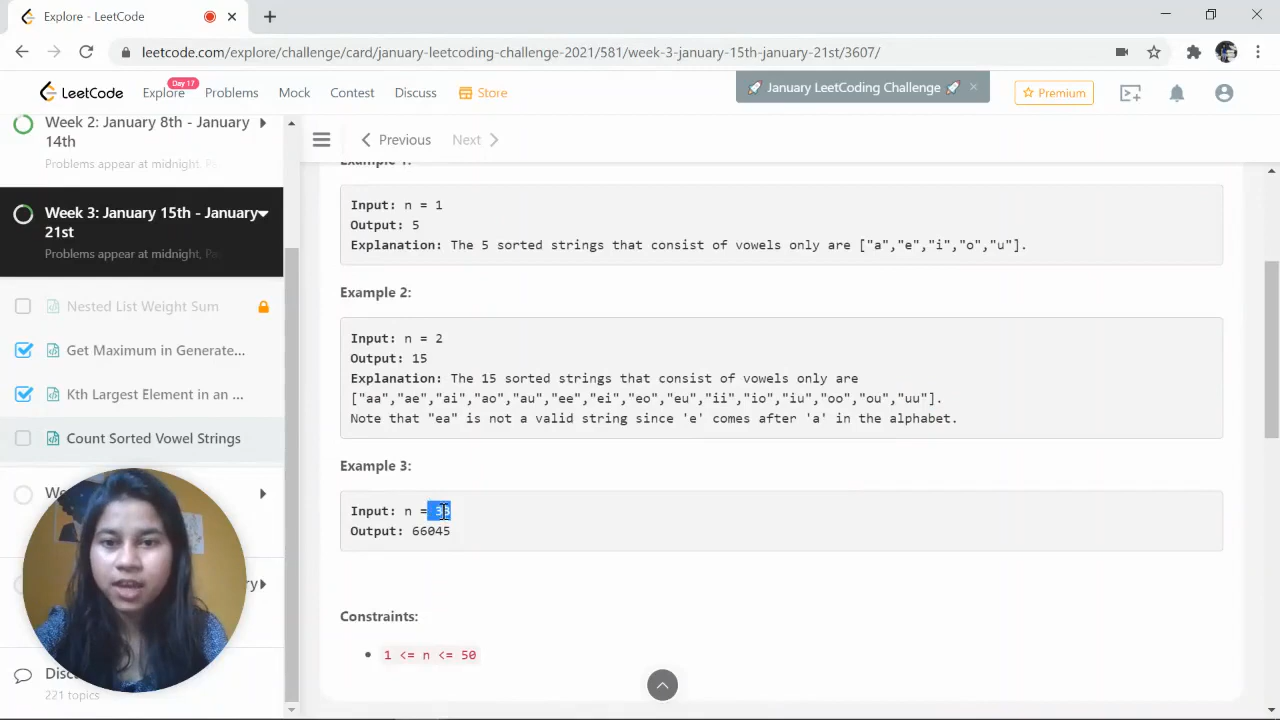 Explore - LeetCode
leetcode.com/explore/challenge/card/january-leetcoding-challenge-2021/581/week-3-january-15th-january-21st/3607/
LeetCode
Explore
Day 17
Problems
Mock
Contest
Discuss
Store
🚀 January LeetCoding Challenge 🚀 ×
Premium
Week 2: January 8th - January
14th
Problems appear at midnight,
Week 3: January 15th - January
21st
Problems appear at midnight,
Nested List Weight Sum
Get Maximum in Generate...
Kth Largest Element in an ...
Count Sorted Vowel Strings
221 topics
Previous
Next
Example 1:
Input: n = 1
Output: 5
Explanation: The 5 sorted strings that consist of vowels only are ["a","e","i","o","u"].
Example 2:
Input: n = 2
Output: 15
Explanation: The 15 sorted strings that consist of vowels only are
["aa","ae","ai","ao","au","ee","ei","eo","eu","ii","io","iu","oo","ou","uu"].
Note that "ea" is not a valid string since 'e' comes after 'a' in the alphabet.
Example 3:
Input: n = 33
Output: 66045
Constraints:
1 <= n <= 50